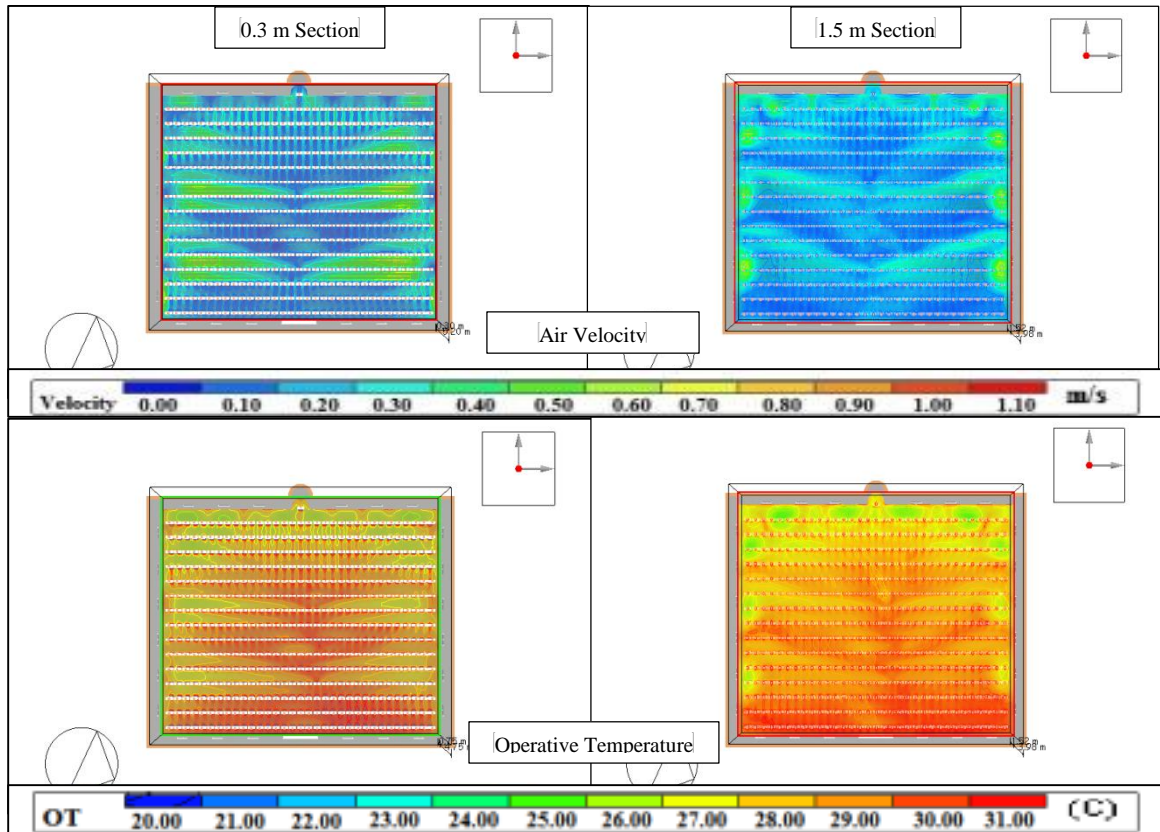 0.3 m Section
1.5 m Section
Air Velocity
Velocity 0.00 0.10 0.20 0.30 0.40 0.50 0.60 0.70 0.80 0.90 1.00 1.10 m/s
Operative Temperature
OT 20.00 21.00 22.00 23.00 24.00 25.00 26.00 27.00 28.00 29.00 30.00 31.00 (C)